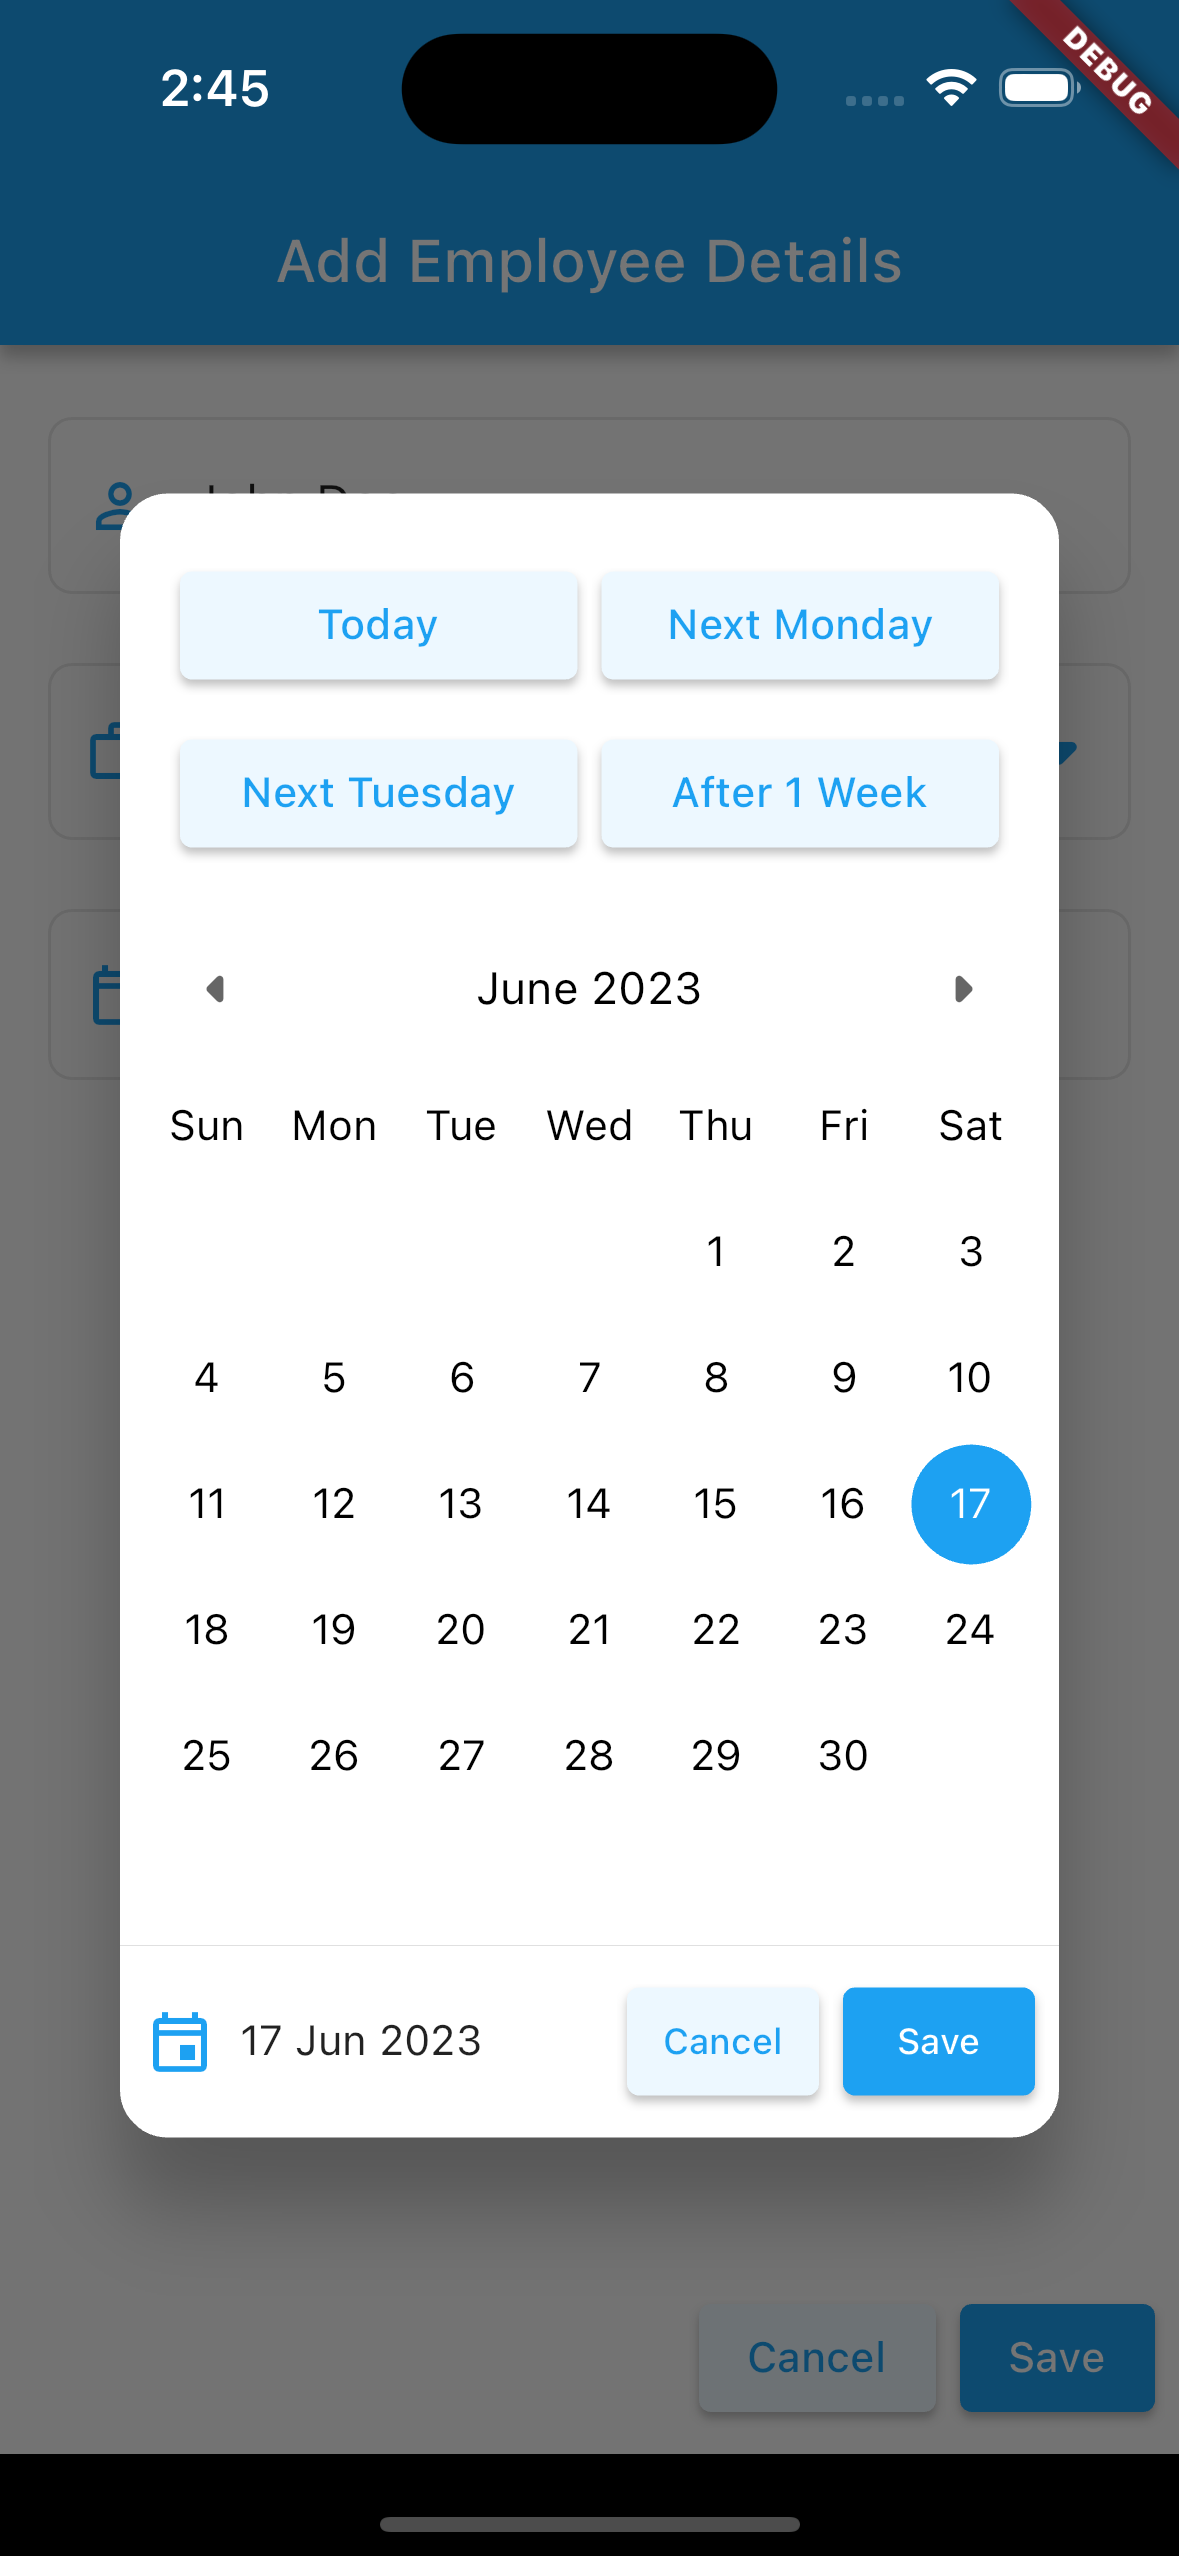 2:45
DEBUG
Add Employee Details
Today
Next Monday
Next Tuesday
After 1 Week
June 2023
Sun Mon Tue Wed Thu Fri Sat
1 2 3
4 5 6 7 8 9 10
11 12 13 14 15 16 17
18 19 20 21 22 23 24
25 26 27 28 29 30
17 Jun 2023
Cancel
Save
Cancel
Save